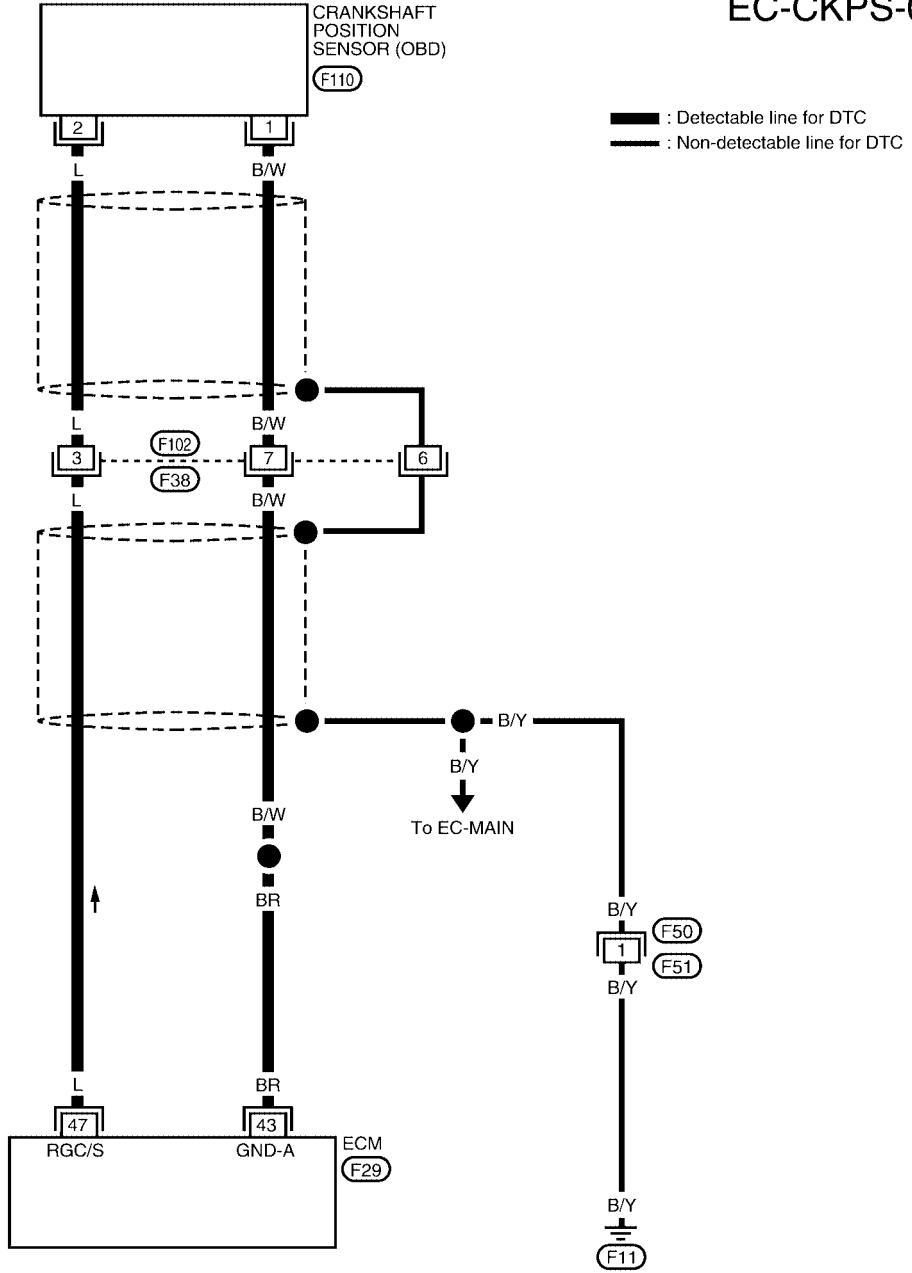 EC-CKPS-0
CRANKSHAFT
POSITION
SENSOR (OBD)
F110
: Detectable line for DTC
: Non-detectable line for DTC
2 1
L B/W
L B/W
3 F102 7 6
F38
L B/W
B/Y
B/Y
To EC-MAIN
B/W
BR
B/Y
F50
1
F51
B/Y
L BR
47 43
RGC/S GND-A
ECM
F29
B/Y
F11